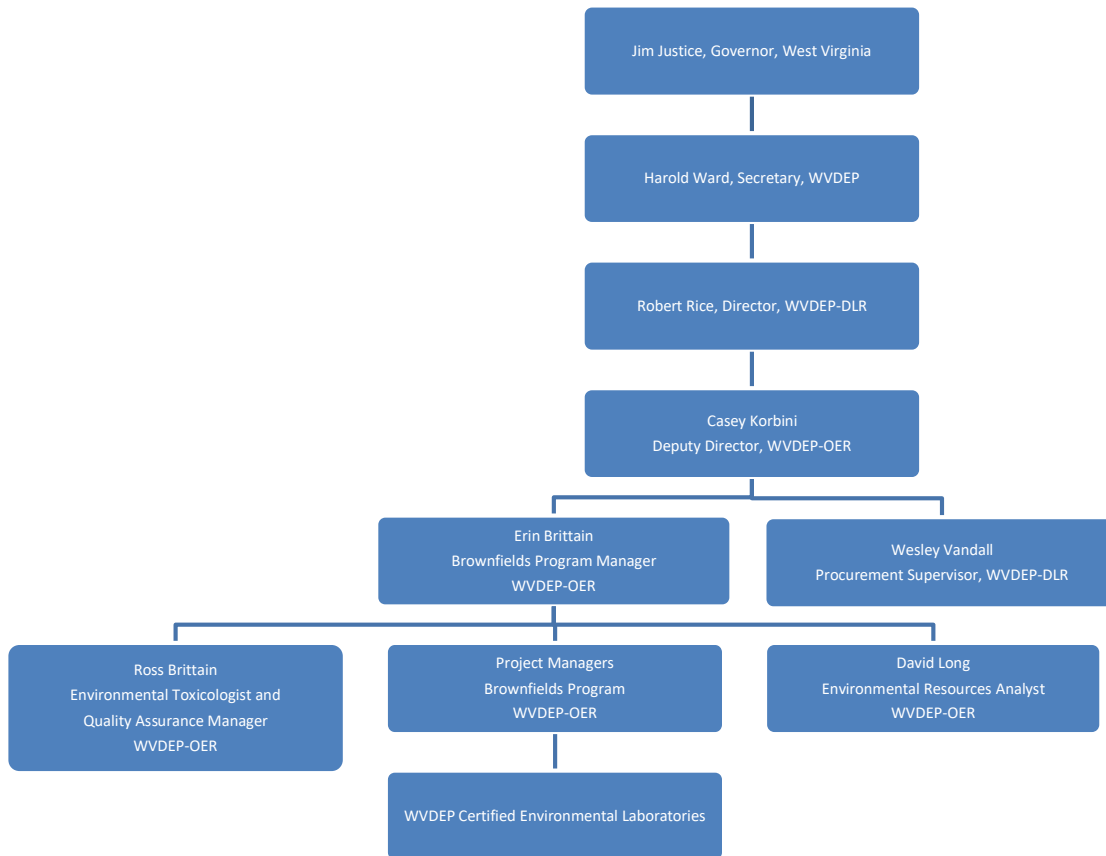 Jim Justice, Governor, West Virginia
Harold Ward, Secretary, WVDEP
Robert Rice, Director, WVDEP-DLR
Casey Korbini
Deputy Director, WVDEP-OER
Erin Brittain
Brownfields Program Manager
WVDEP-OER
Wesley Vandall
Procurement Supervisor, WVDEP-DLR
Ross Brittain
Environmental Toxicologist and
Quality Assurance Manager
WVDEP-OER
Project Managers
Brownfields Program
WVDEP-OER
David Long
Environmental Resources Analyst
WVDEP-OER
WVDEP Certified Environmental Laboratories